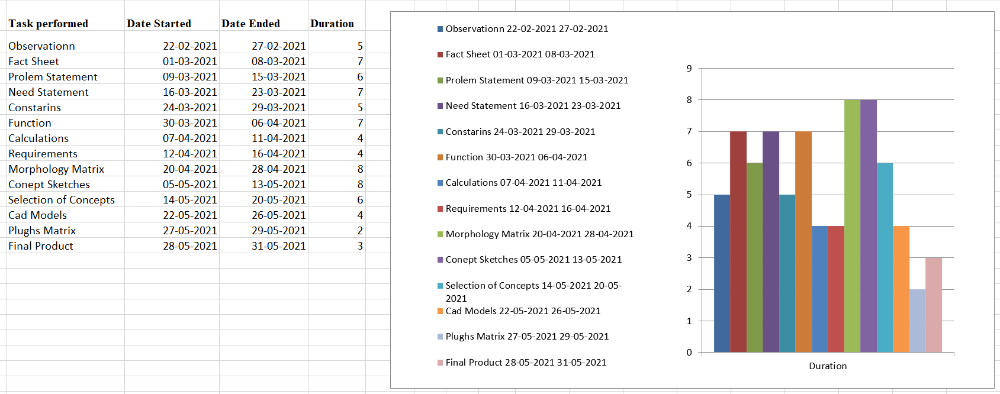 Task performed Date Started Date Ended Duration
Observationn 22-02-2021 27-02-2021 5
Fact Sheet 01-03-2021 08-03-2021 7
Prolem Statement 09-03-2021 15-03-2021 6
Need Statement 16-03-2021 23-03-2021 7
Constarins 24-03-2021 29-03-2021 5
Function 30-03-2021 06-04-2021 7
Calculations 07-04-2021 11-04-2021 4
Requirements 12-04-2021 16-04-2021 4
Morphology Matrix 20-04-2021 28-04-2021 8
Conept Sketches 05-05-2021 13-05-2021 8
Selection of Concepts 14-05-2021 20-05-2021 6
Cad Models 22-05-2021 26-05-2021 4
Plughs Matrix 27-05-2021 29-05-2021 2
Final Product 28-05-2021 31-05-2021 3
Observationn 22-02-2021 27-02-2021
Fact Sheet 01-03-2021 08-03-2021
Prolem Statement 09-03-2021 15-03-2021
Need Statement 16-03-2021 23-03-2021
Constarins 24-03-2021 29-03-2021
Function 30-03-2021 06-04-2021
Calculations 07-04-2021 11-04-2021
Requirements 12-04-2021 16-04-2021
Morphology Matrix 20-04-2021 28-04-2021
Conept Sketches 05-05-2021 13-05-2021
Selection of Concepts 14-05-2021 20-05-
2021
Cad Models 22-05-2021 26-05-2021
Plughs Matrix 27-05-2021 29-05-2021
Final Product 28-05-2021 31-05-2021
9
8
7
6
5
4
3
2
1
0
Duration